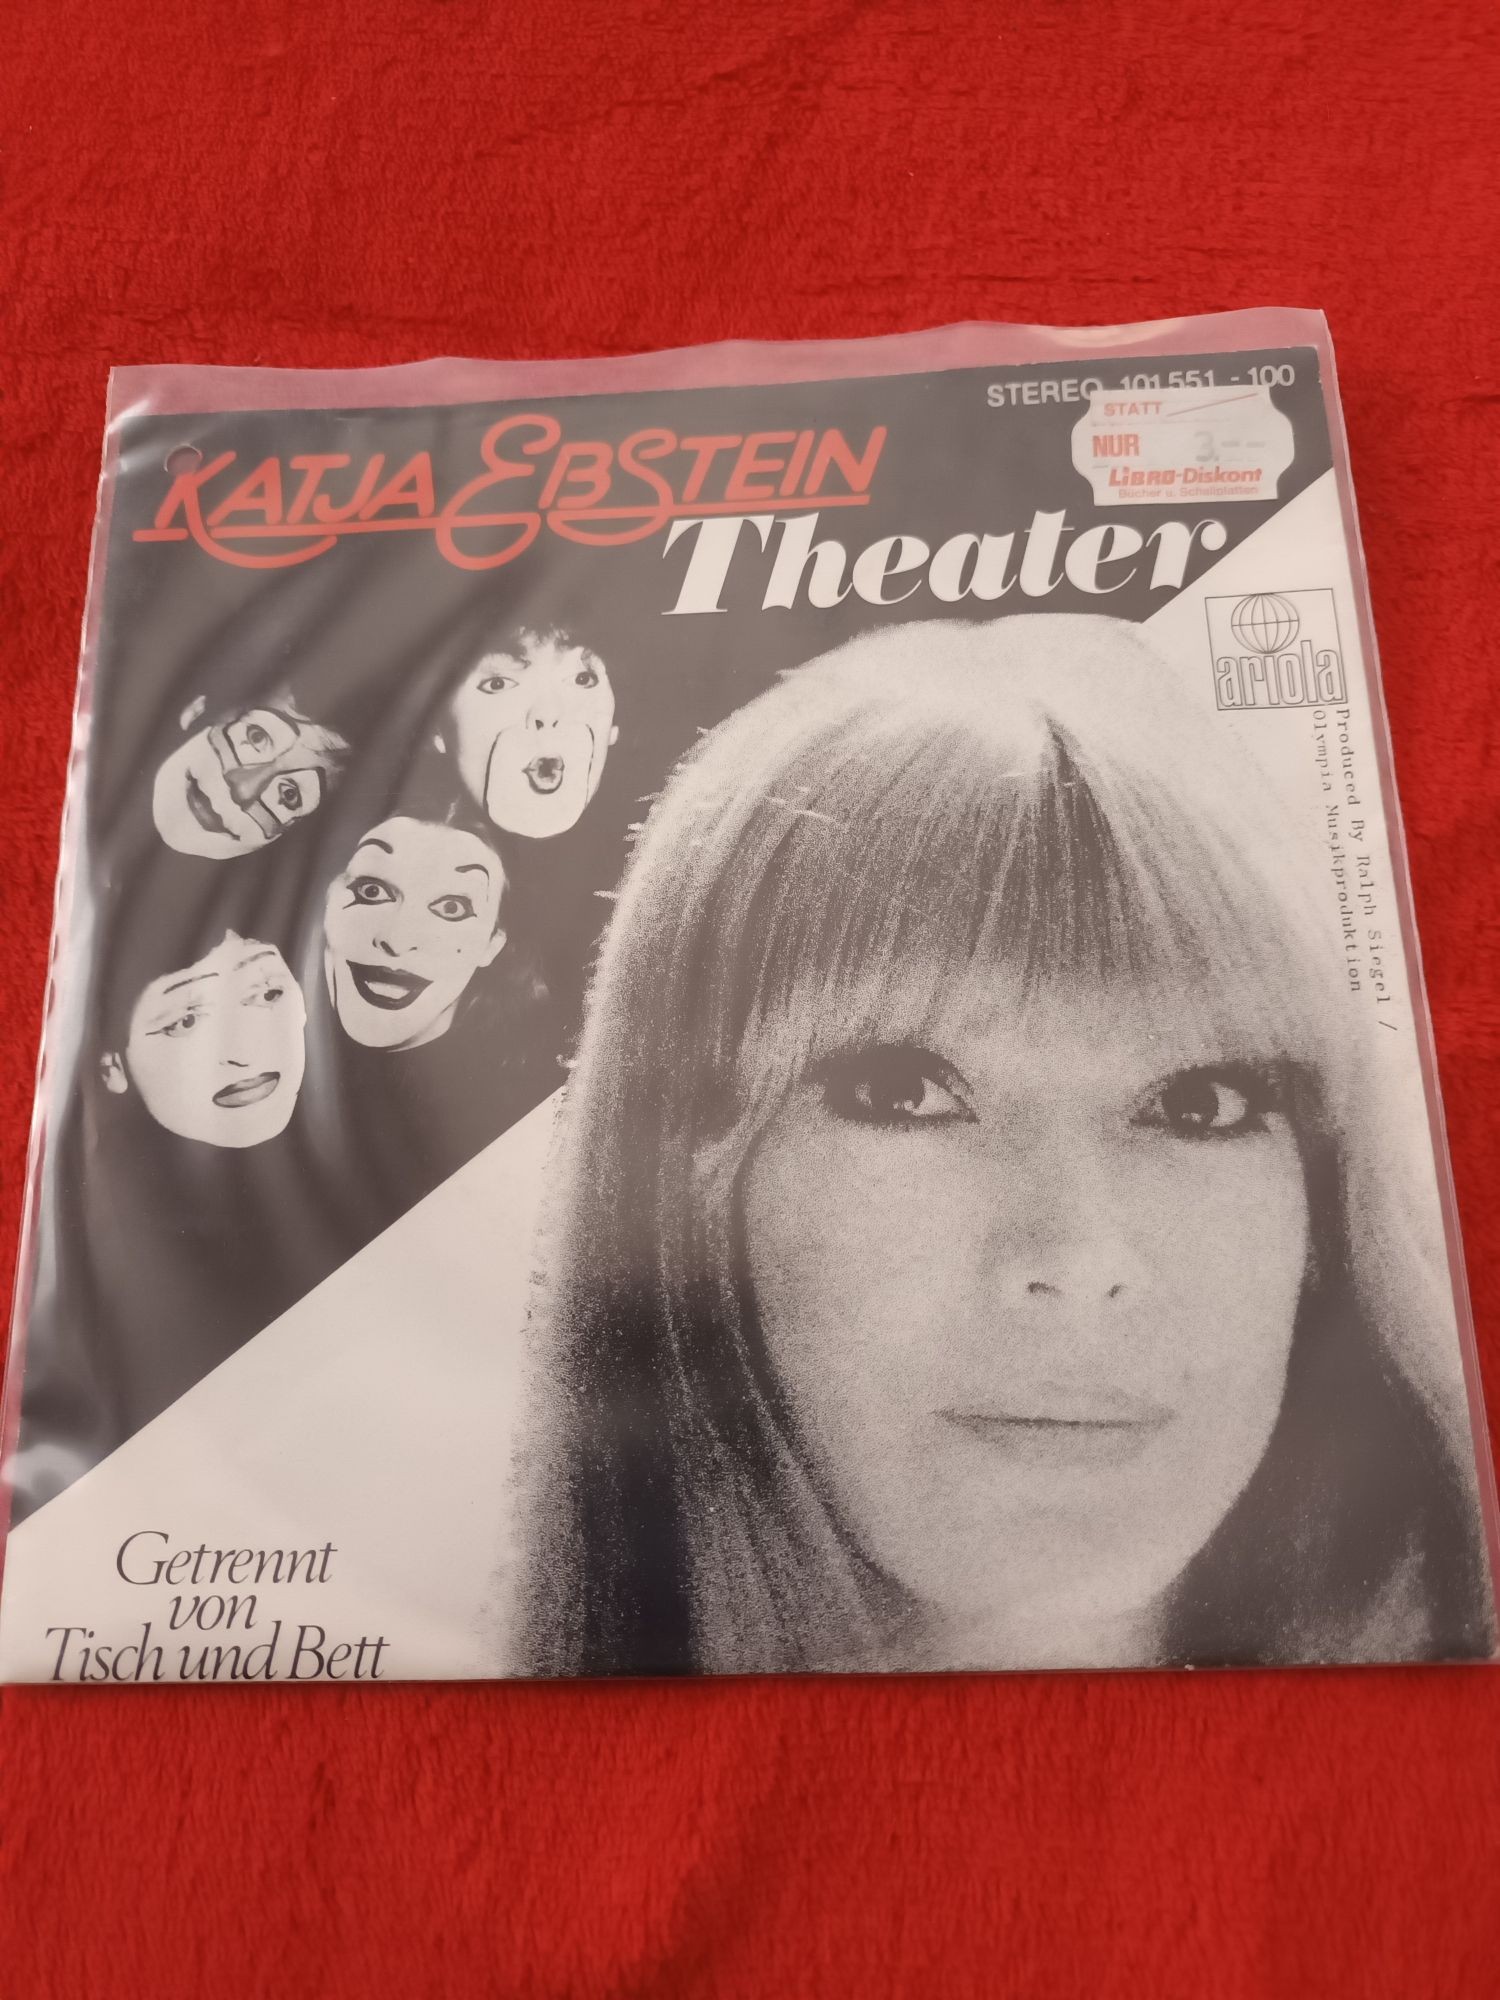 STEREO 101 551 - 100
STATT
NUR 3.--
LiBRO-Diskont
Bücher u. Schallplatten
KATJA EBSTEIN
Theater
ariola
Produced By Ralph Siegel /
Olympia Musikproduktion
Getrennt
von
Tisch und Bett